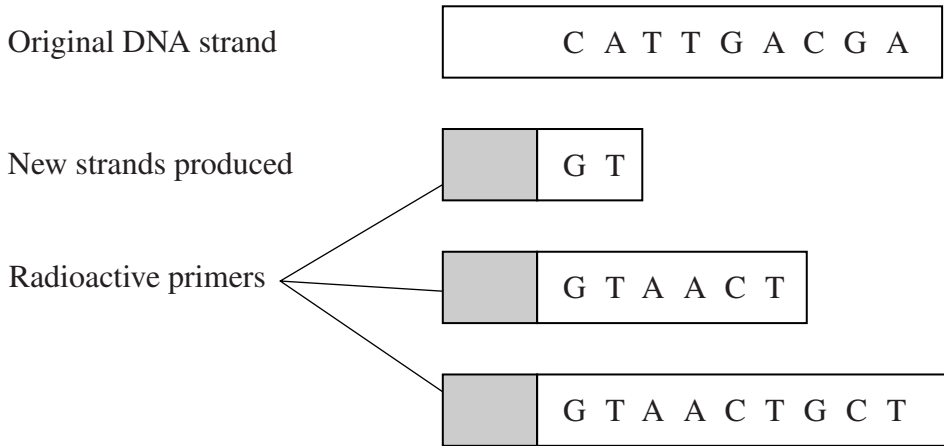 Original DNA strand C A T T G A C G A
New strands produced G T
Radioactive primers G T A A C T
G T A A C T G C T